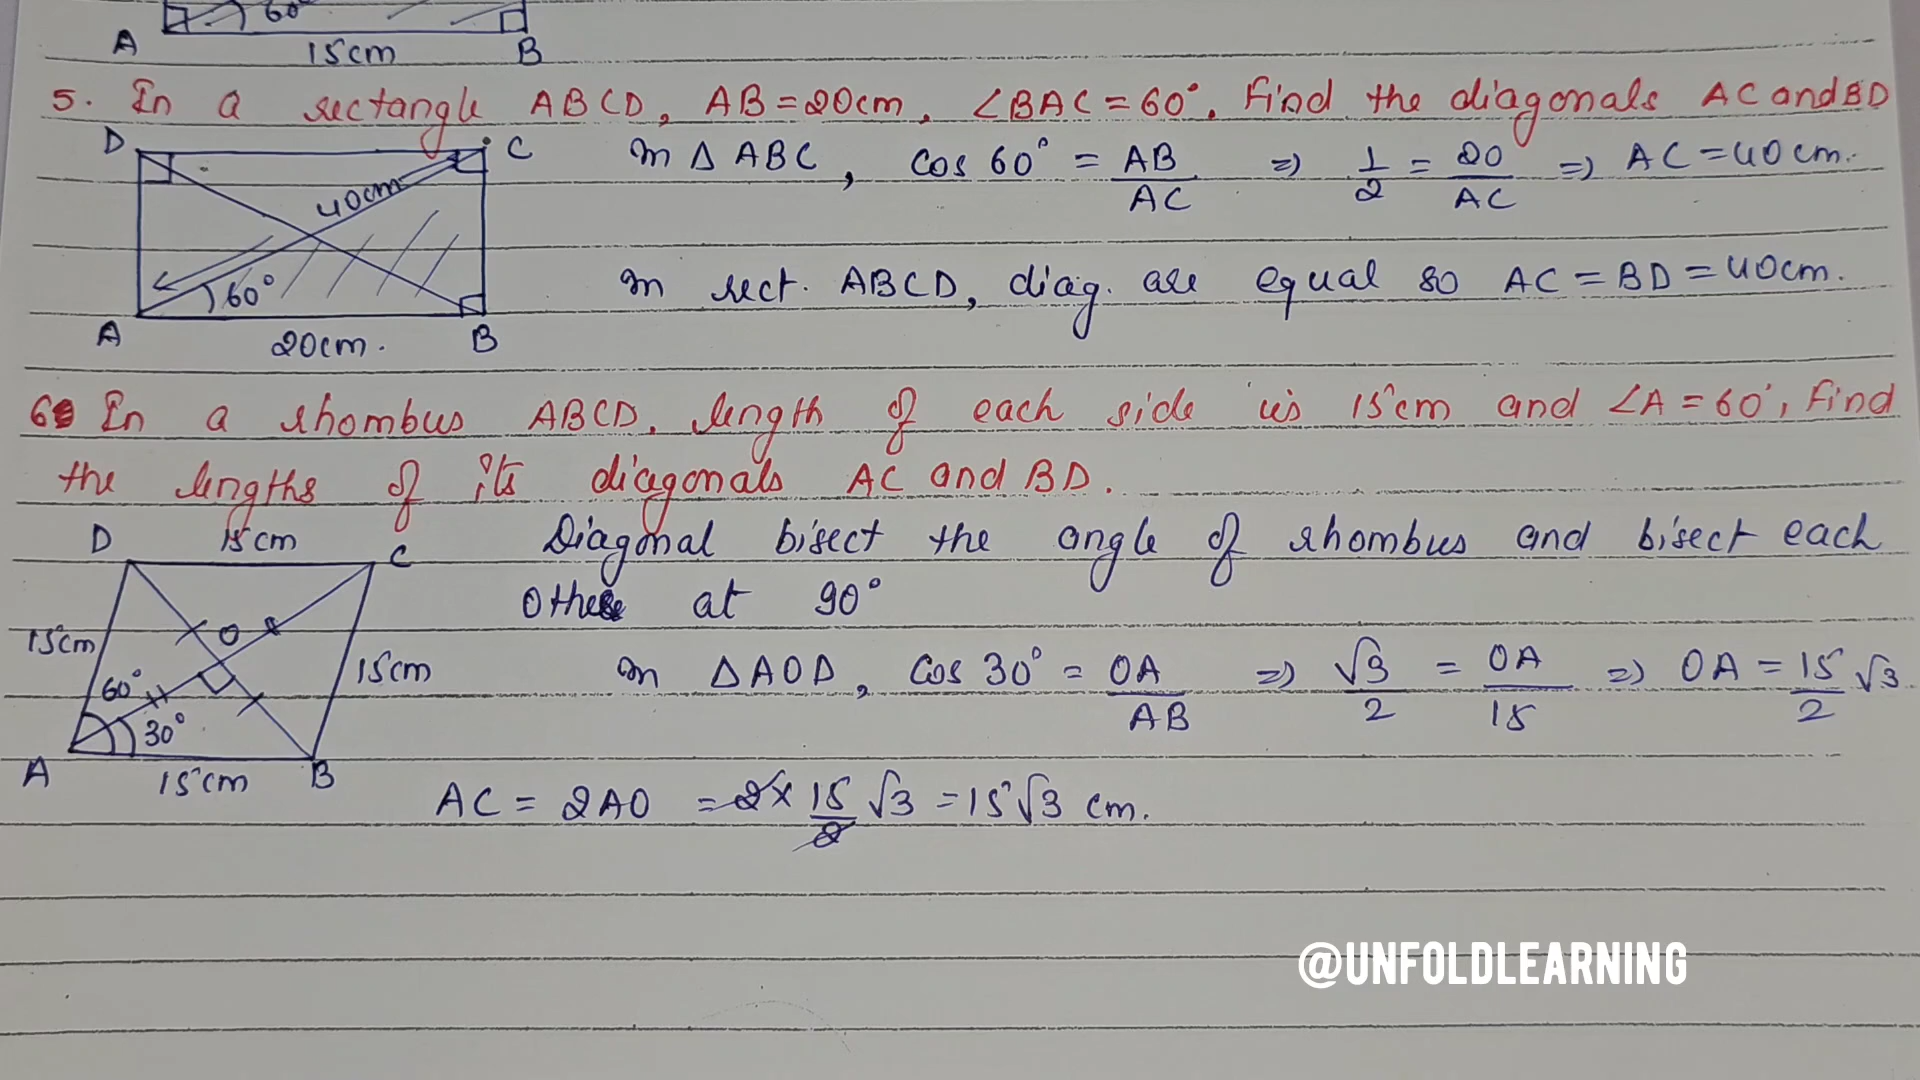 60°
A 15cm B
5. In a rectangle ABCD, AB=20cm, ∠BAC=60°. Find the diagonals AC and BD
D C In Δ ABC, Cos 60° = AB/AC ⇒ 1/2 = 20/AC ⇒ AC=40cm.
40cm
60° In rect. ABCD, diag. are equal so AC=BD=40cm.
A 20cm. B
6 In a rhombus ABCD, length of each side is 15cm and ∠A=60°, Find
the lengths of its diagonals AC and BD.
D 15cm C Diagonal bisect the angle of rhombus and bisect each
other at 90°
15cm O 15cm In ΔAOD, Cos 30° = OA/AB ⇒ √3/2 = OA/15 ⇒ OA = 15/2 √3
60°
30°
A 15cm B
AC = 2AO = 2 × 15/2 √3 = 15√3 cm.
@UNFOLDLEARNING